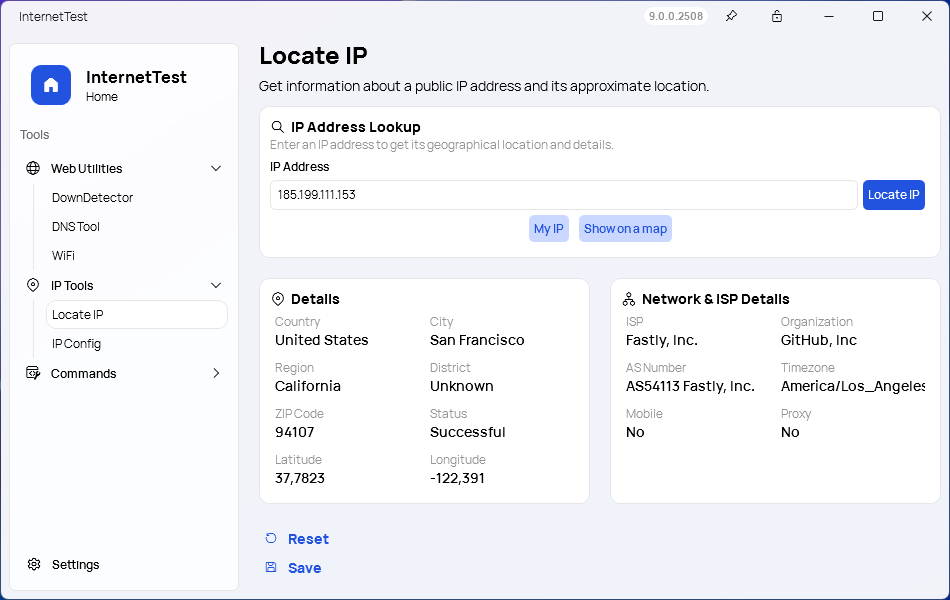 InternetTest
9.0.0.2508
InternetTest
Home
Tools
Web Utilities
DownDetector
DNS Tool
WiFi
IP Tools
Locate IP
IP Config
Commands
Settings
Locate IP
Get information about a public IP address and its approximate location.
IP Address Lookup
Enter an IP address to get its geographical location and details.
IP Address
185.199.111.153
Locate IP
My IP
Show on a map
Details
Country
City
United States
San Francisco
Region
District
California
Unknown
ZIP Code
Status
94107
Successful
Latitude
Longitude
37,7823
-122,391
Network & ISP Details
ISP
Organization
Fastly, Inc.
GitHub, Inc
AS Number
Timezone
AS54113 Fastly, Inc.
America/Los_Angeles
Mobile
Proxy
No
No
Reset
Save